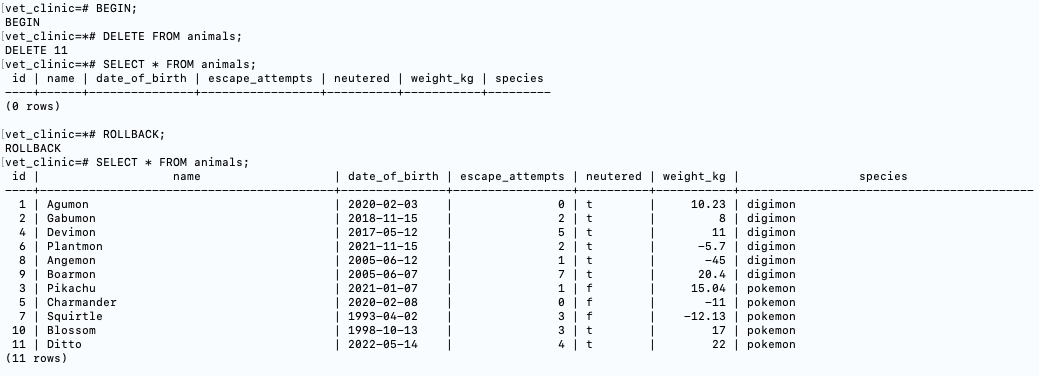 [vet_clinic=# BEGIN;
BEGIN
[vet_clinic=*# DELETE FROM animals;
DELETE 11
[vet_clinic=*# SELECT * FROM animals;
 id | name | date_of_birth | escape_attempts | neutered | weight_kg | species
----+------+---------------+-----------------+----------+-----------+---------
(0 rows)

[vet_clinic=*# ROLLBACK;
ROLLBACK
[vet_clinic=# SELECT * FROM animals;
 id | name | date_of_birth | escape_attempts | neutered | weight_kg | species
----+------+---------------+-----------------+----------+-----------+---------
 1 | Agumon | 2020-02-03 | 0 | t | 10.23 | digimon
 2 | Gabumon | 2018-11-15 | 2 | t | 8 | digimon
 4 | Devimon | 2017-05-12 | 5 | t | 11 | digimon
 6 | Plantmon | 2021-11-15 | 2 | t | -5.7 | digimon
 8 | Angemon | 2005-06-12 | 1 | t | -45 | digimon
 9 | Boarmon | 2005-06-07 | 7 | t | 20.4 | digimon
 3 | Pikachu | 2021-01-07 | 1 | f | 15.04 | pokemon
 5 | Charmander | 2020-02-08 | 0 | f | -11 | pokemon
 7 | Squirtle | 1993-04-02 | 3 | f | -12.13 | pokemon
 10 | Blossom | 1998-10-13 | 3 | t | 17 | pokemon
 11 | Ditto | 2022-05-14 | 4 | t | 22 | pokemon
(11 rows)